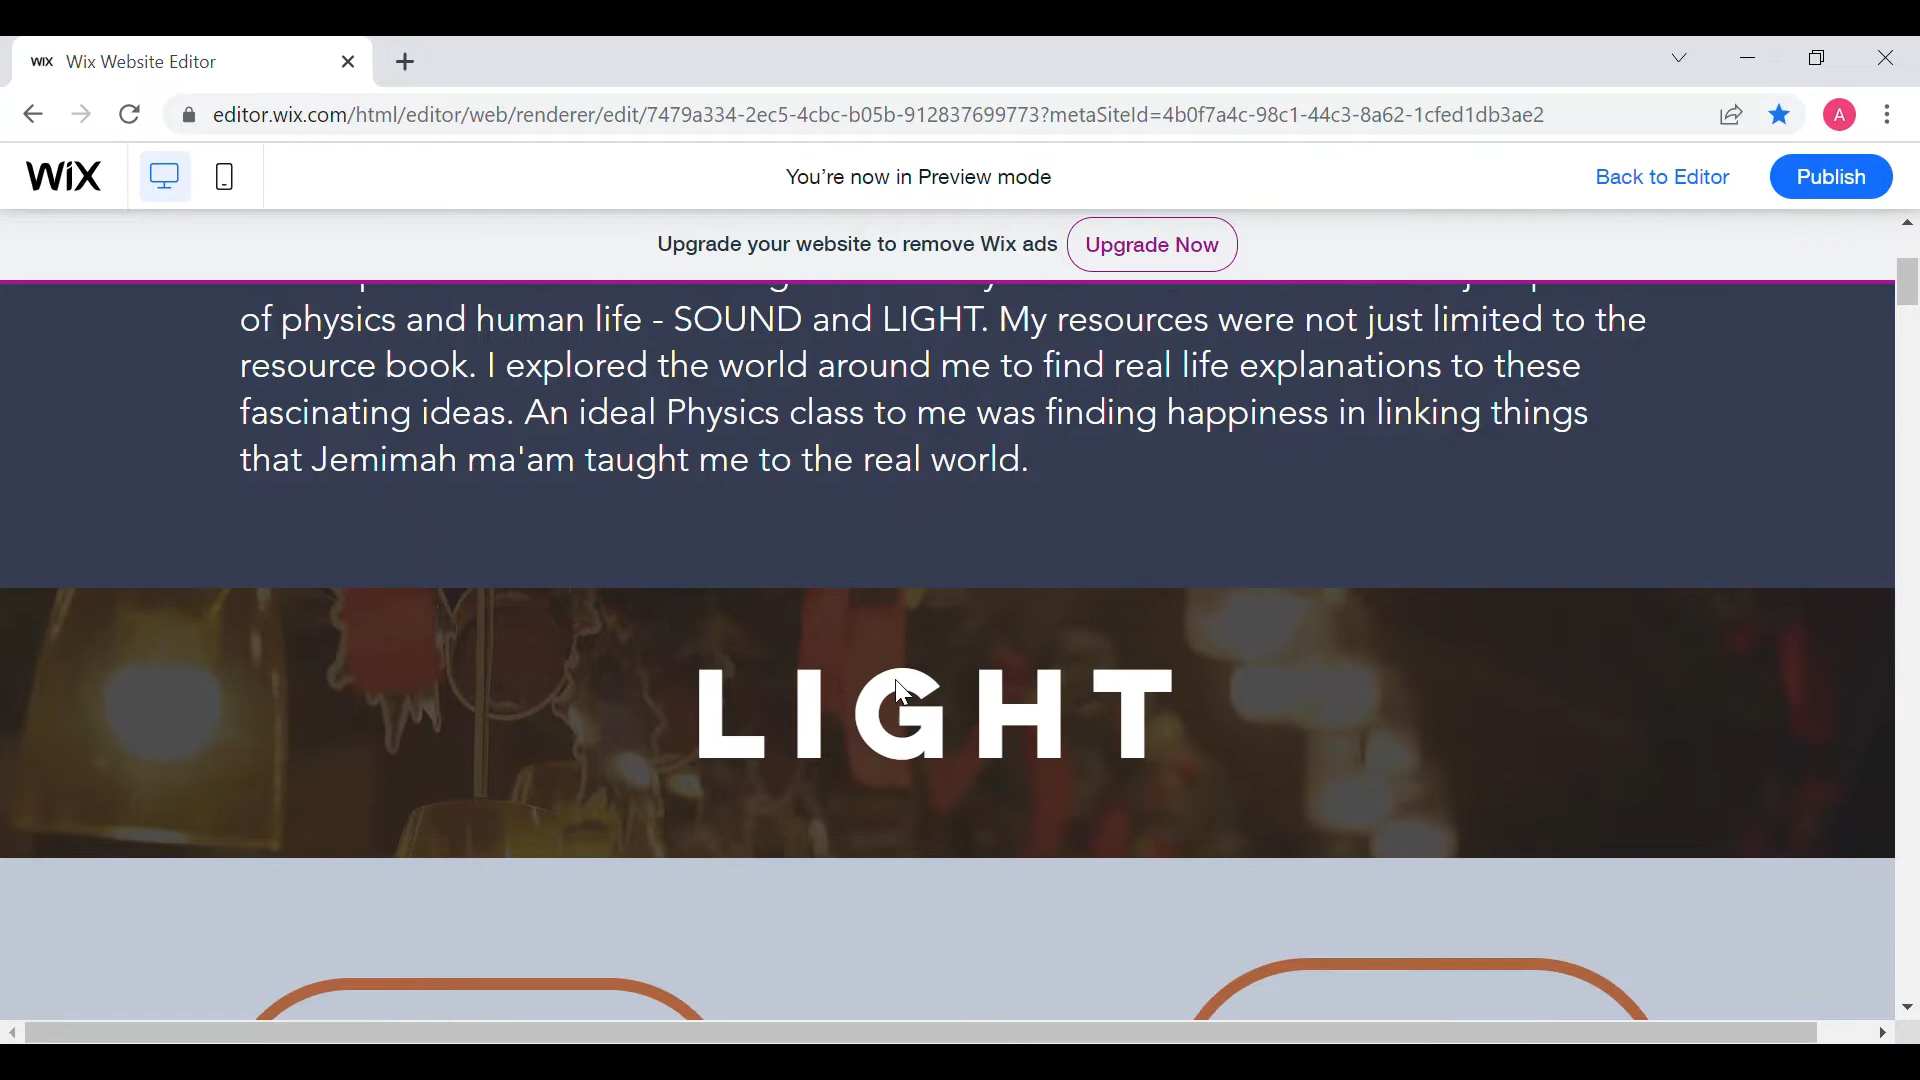 WiX Wix Website Editor
editor.wix.com/html/editor/web/renderer/edit/7479a334-2ec5-4cbc-b05b-912837699773?metaSiteId=4b0f7a4c-98c1-44c3-8a62-1cfed1db3ae2
A
WiX
You're now in Preview mode
Back to Editor
Publish
Upgrade your website to remove Wix ads
Upgrade Now
of physics and human life - SOUND and LIGHT. My resources were not just limited to the
resource book. I explored the world around me to find real life explanations to these
fascinating ideas. An ideal Physics class to me was finding happiness in linking things
that Jemimah ma'am taught me to the real world.
LIGHT